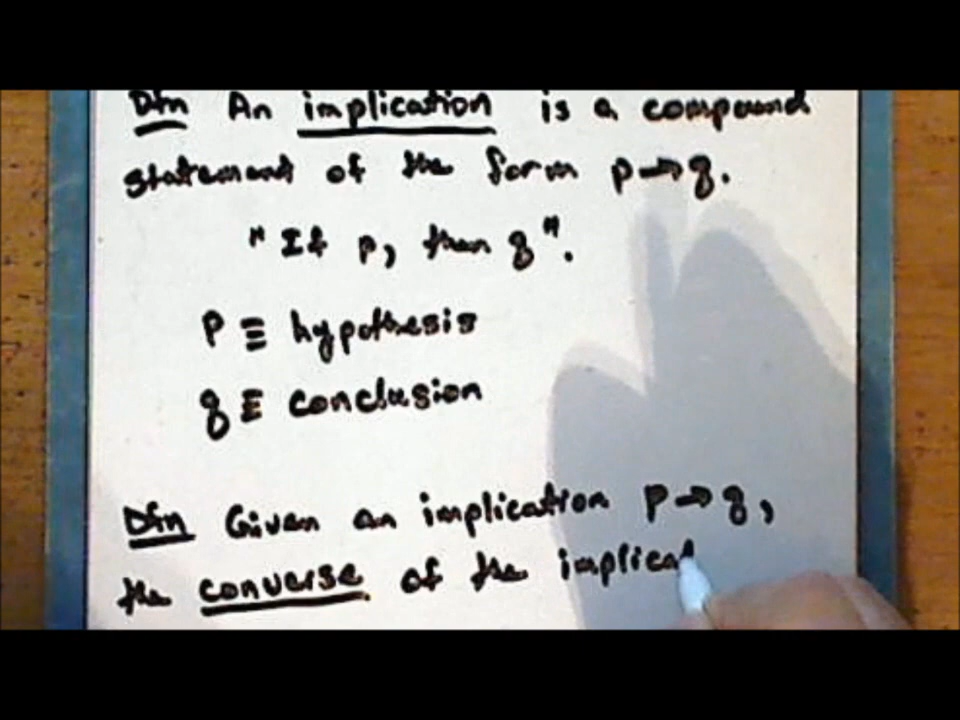 Dfn An implication is a compound
statement of the form p→q.
"If p, then q".
P ≡ hypothesis
q ≡ conclusion
Dfn Given an implication p→q,
the converse of the implicat